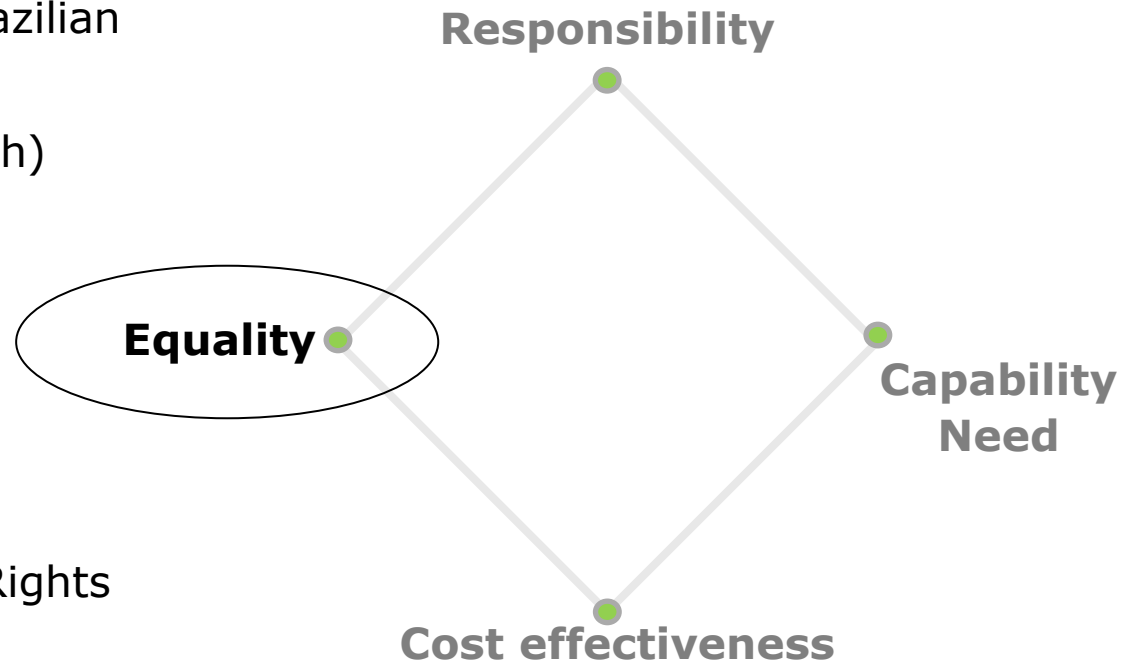 azilian
Responsibility
h)
Equality
Capability
Need
Rights
Cost effectiveness